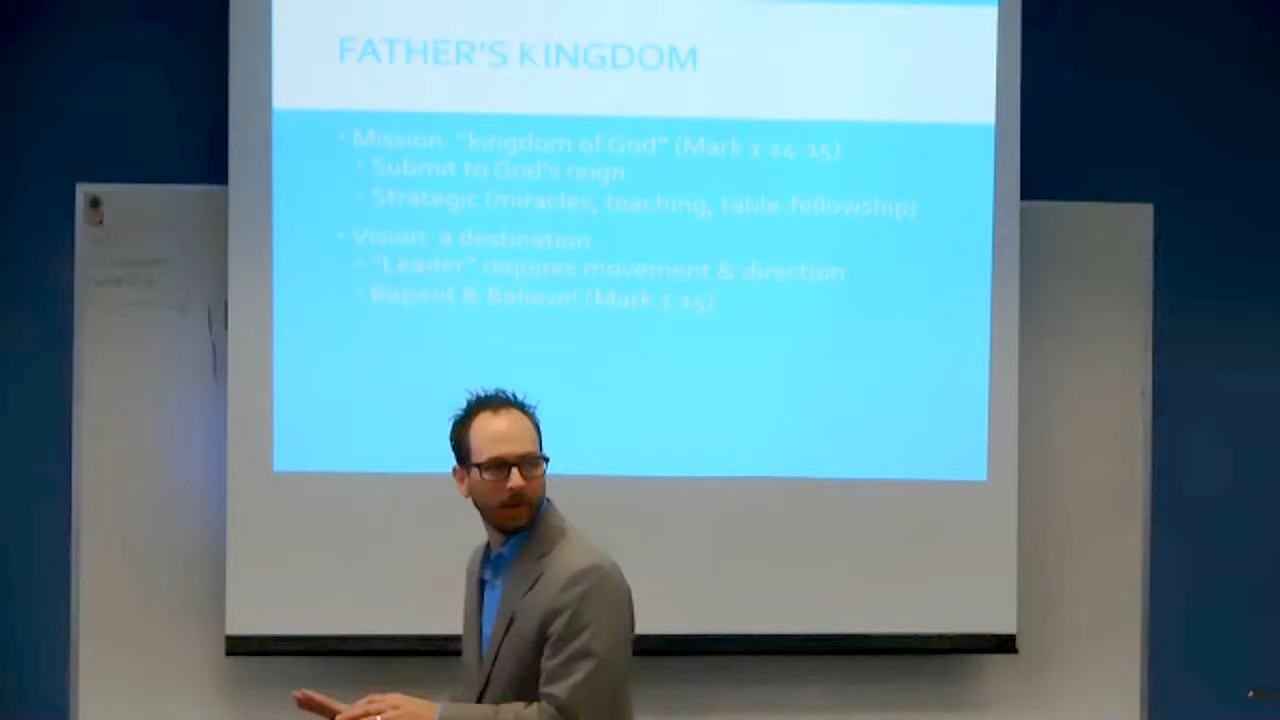 FATHER'S KINGDOM
• Mission "kingdom of God" (Mark 1 14-15)
• Submit to God's reign
• Strategic (miracles, teaching, table-fellowship)
• Vision a destination
• "Leader" requires movement & direction
• Repent & Believe! (Mark 1 15)